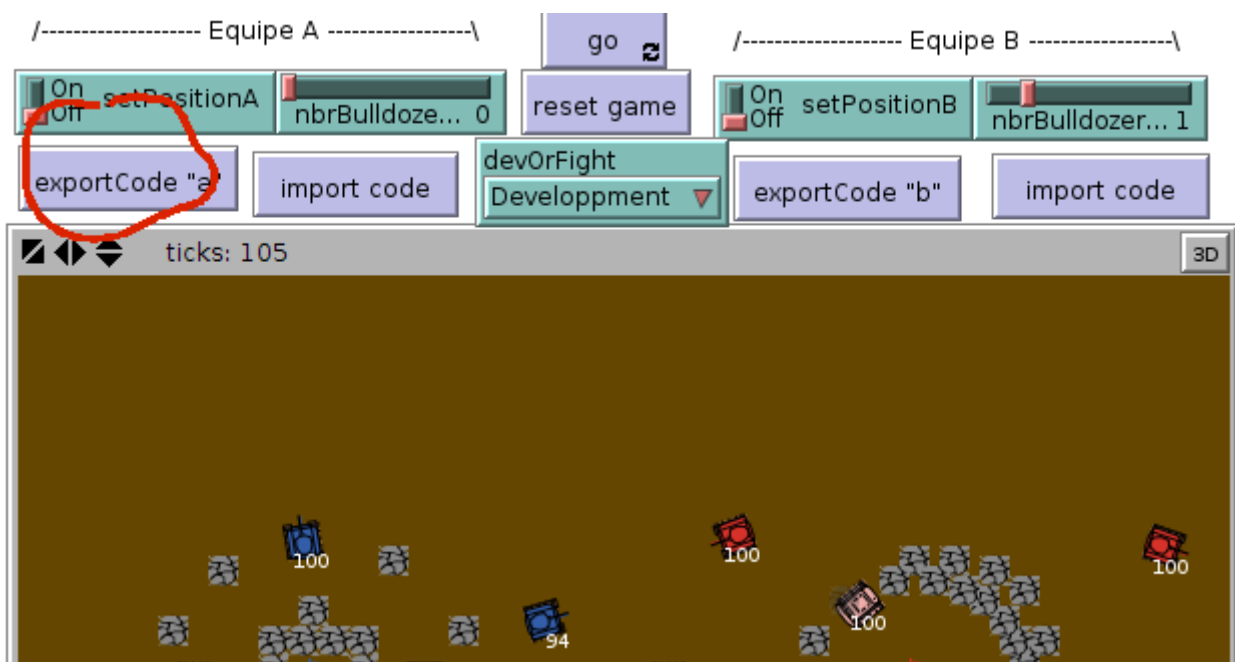 /-------------------- Equipe A ------------------\
go
/-------------------- Equipe B ------------------\
On
Off
setPositionA
nbrBulldoze... 0
reset game
On
Off
setPositionB
nbrBulldozer... 1
exportCode "a"
import code
devOrFight
Developpment
exportCode "b"
import code
ticks: 105
3D
100
100
100
100
94